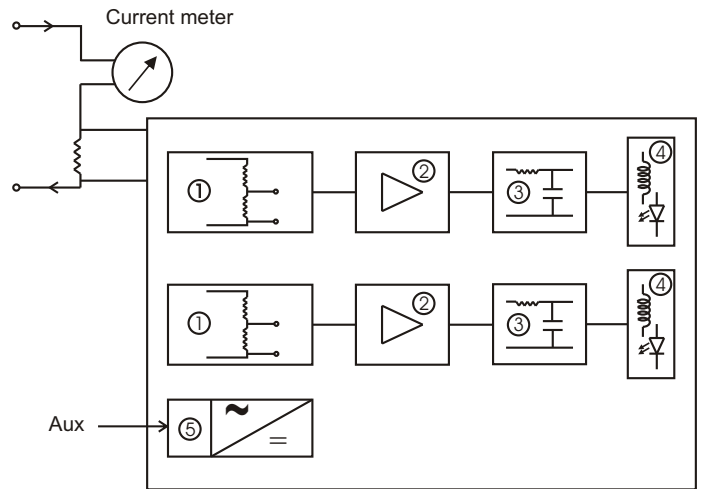 Current meter
① ② ③ ④
① ② ③ ④
Aux ⑤ ~ =